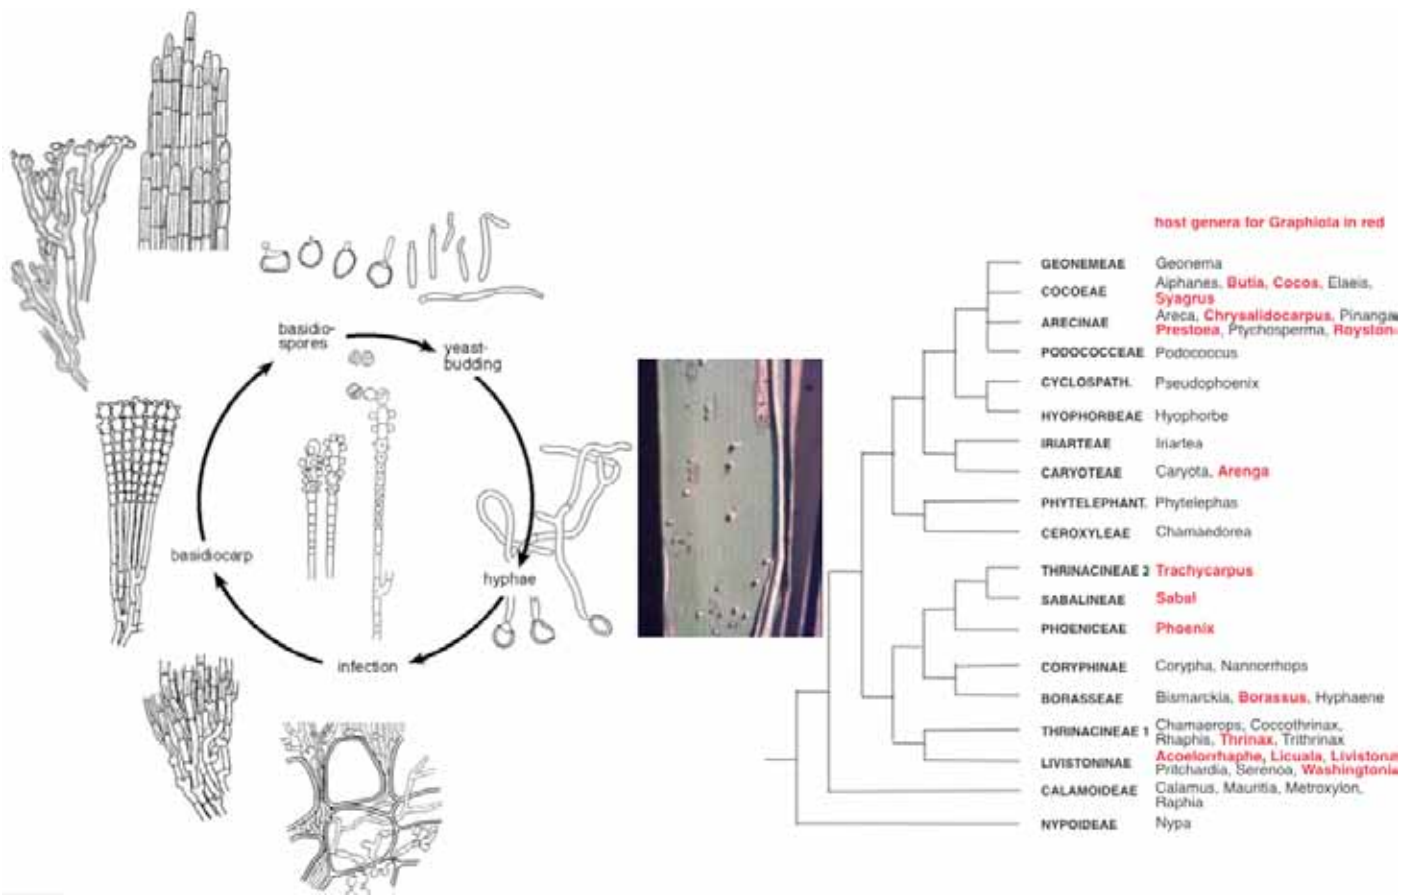 basidio-
spores
yeast-
budding
hyphae
infection
basidiocarp
host genera for Graphiola in red
GEONEMEAE Geonema
COCOEAE Aiphanes, Butia, Cocos, Elaeis,
Syagrus
ARECINAE Areca, Chrysalidocarpus, Pinanga
Prestoea, Ptychosperma, Royston
PODOCOCCEAE Podococcus
CYCLOSPATH. Pseudophoenix
HYOPHORBEAE Hyophorbe
IRIARTEAE Iriartea
CARYOTEAE Caryota, Arenga
PHYTELEPHANT. Phytelephas
CEROXYLEAE Chamaedorea
THRINACINEAE 2 Trachycarpus
SABALINEAE Sabal
PHOENICEAE Phoenix
CORYPHINAE Corypha, Nannorrhops
BORASSEAE Bismarckia, Borassus, Hyphaene
THRINACINEAE 1 Chamaerops, Coccothrinax,
Rhaphis, Thrinax, Trithrinax
LIVISTONINAE Acoelorrhaphe, Licuala, Livistona
Pritchardia, Serenoa, Washingtonia
CALAMOIDEAE Calamus, Mauritia, Metroxylon,
Raphia
NYPOIDEAE Nypa